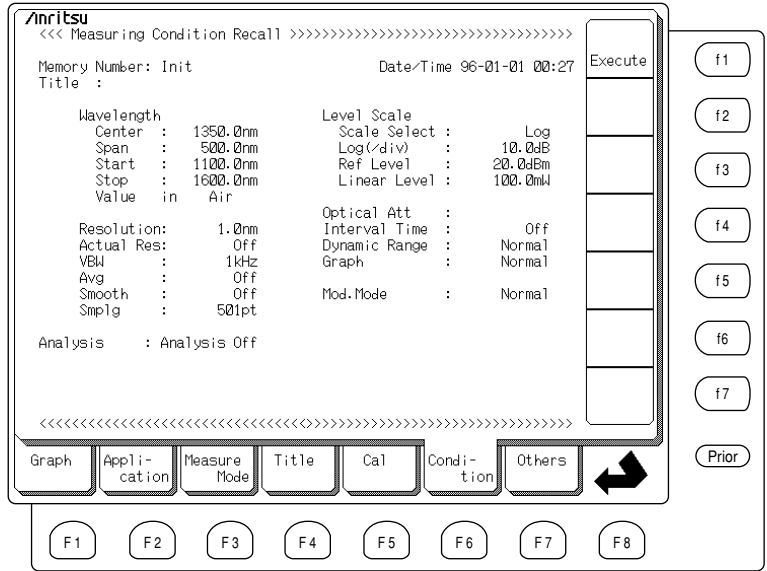 Anritsu
<<< Measuring Condition Recall >>>>>>>>>>>>>>>>>>>>>>>>>>>>>>>>>>>
Memory Number: Init Date/Time 96-01-01 00:27
Title :
Wavelength
Center : 1350.0nm
Span : 500.0nm
Start : 1100.0nm
Stop : 1600.0nm
Value in Air
Resolution: 1.0nm
Actual Res: Off
VBW : 1kHz
Avg : Off
Smooth : Off
Smplg : 501pt
Level Scale
Scale Select : Log
Log(/div) : 10.0dB
Ref Level : 20.0dBm
Linear Level : 100.0mW
Optical Att :
Interval Time : Off
Dynamic Range : Normal
Graph : Normal
Mod.Mode : Normal
Analysis : Analysis Off
<<<<<<<<<<<<<<<<<<<<<<<<<<<<<<<<<<<<<<<<>>>>>>>>>>>>>>>>>>>>>>>>>>>>>>>>>>>>>>>
Execute
f1
f2
f3
f4
f5
f6
f7
Prior
Graph
Appli-
cation
Measure
Mode
Title
Cal
Condi-
tion
Others
F1
F2
F3
F4
F5
F6
F7
F8